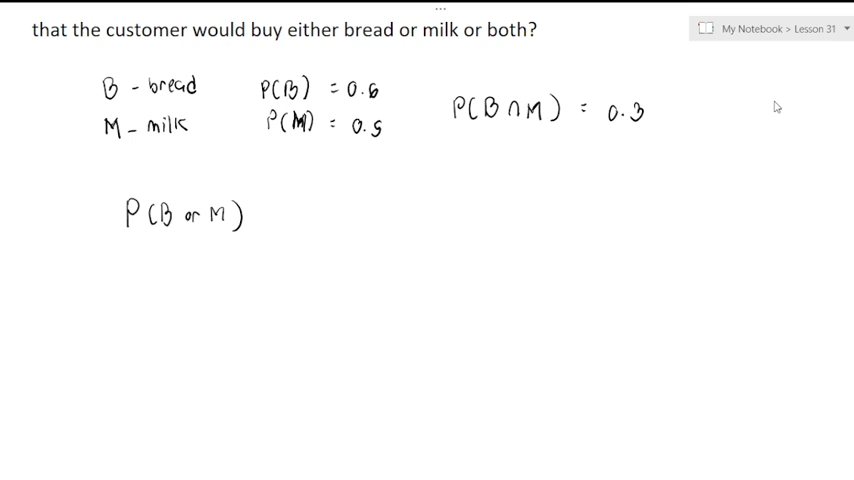 that the customer would buy either bread or milk or both?
My Notebook > Lesson 31
B - bread P(B) = 0.6
M - milk P(M) = 0.5
P(B ∩ M) = 0.3
P(B or M)